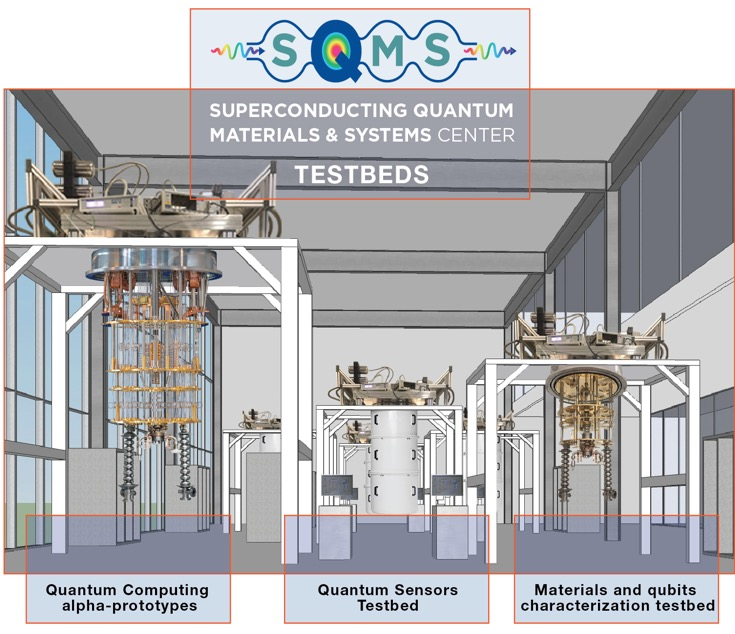 SQMS
SUPERCONDUCTING QUANTUM
MATERIALS & SYSTEMS CENTER
TESTBEDS
Quantum Computing
alpha-prototypes
Quantum Sensors
Testbed
Materials and qubits
characterization testbed